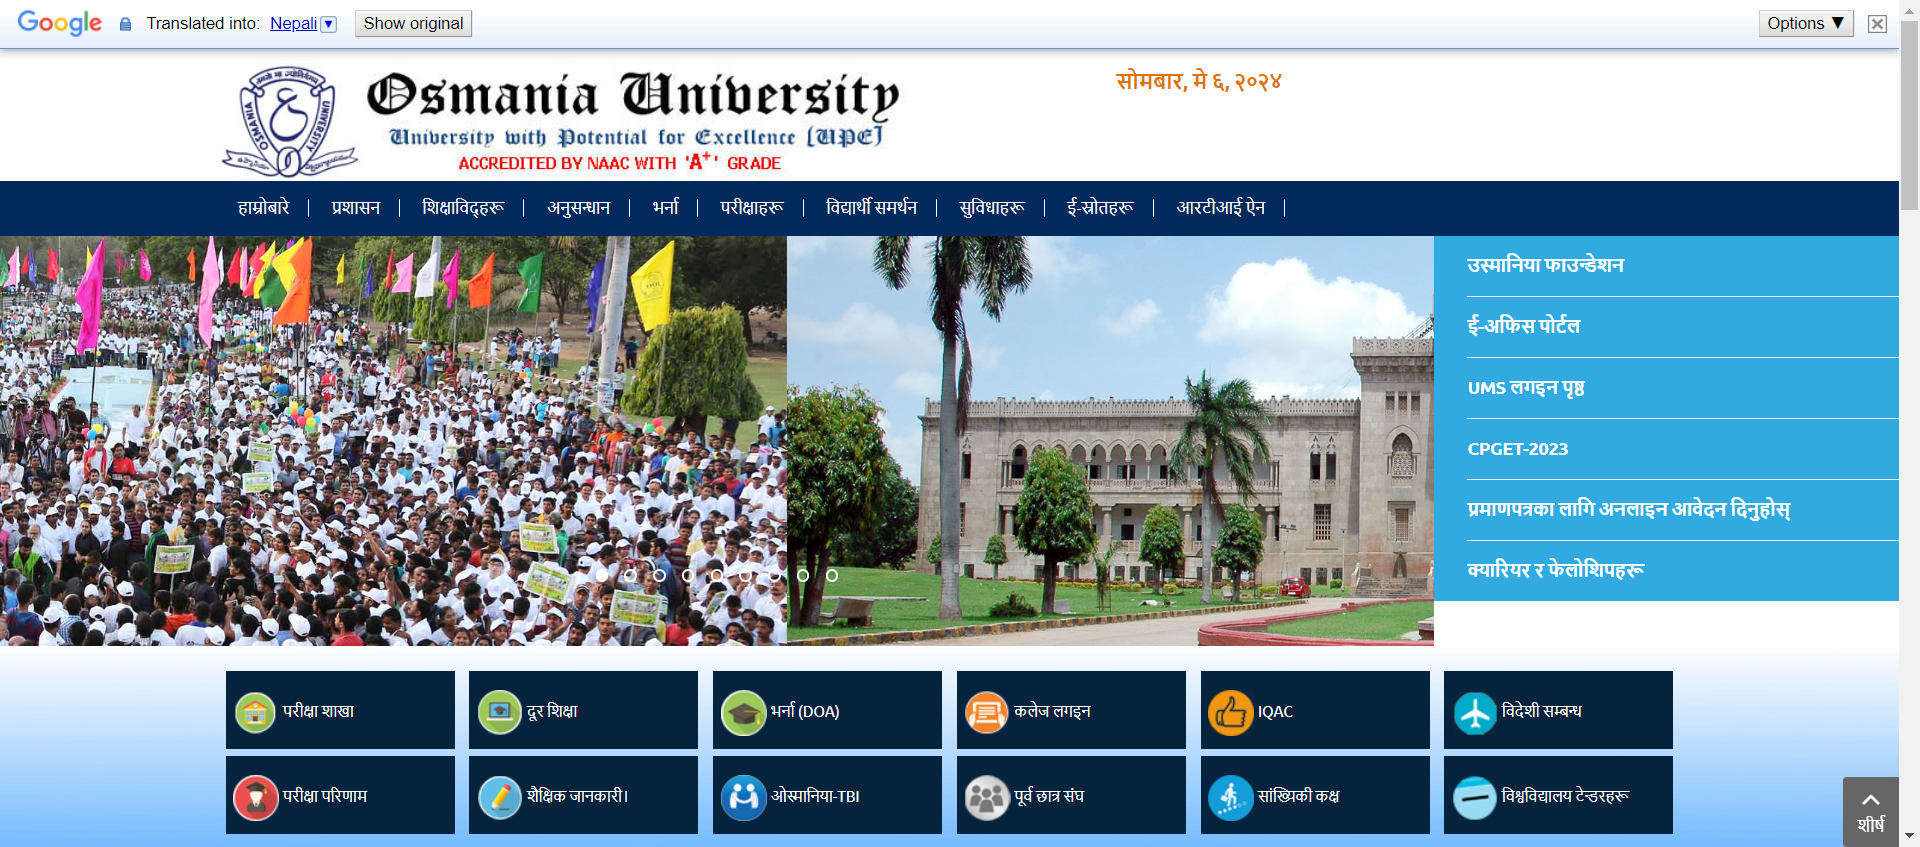 Google Translated into: Nepali Show original Options ▼
OSMANIA UNIVERSITY
Osmania University
University with Potential for Excellence [UPE]
ACCREDITED BY NAAC WITH 'A+' GRADE
सोमबार, मे ६, २०२४
हाम्रोबारे प्रशासन शिक्षाविद्हरू अनुसन्धान भर्ना परीक्षाहरू विद्यार्थी समर्थन सुविधाहरू ई-स्रोतहरू आरटीआई ऐन
उस्मानिया फाउन्डेशन
ई-अफिस पोर्टल
UMS लगइन पृष्ठ
CPGET-2023
प्रमाणपत्रका लागि अनलाइन आवेदन दिनुहोस्
क्यारियर र फेलोशिपहरू
परीक्षा शाखा दूर शिक्षा भर्ना (DOA) कलेज लगइन IQAC विदेशी सम्बन्ध
परीक्षा परिणाम शैक्षिक जानकारी। ओस्मानिया-TBI पूर्व छात्र संघ सांख्यिकी कक्ष विश्वविद्यालय टेन्डरहरू
शीर्ष